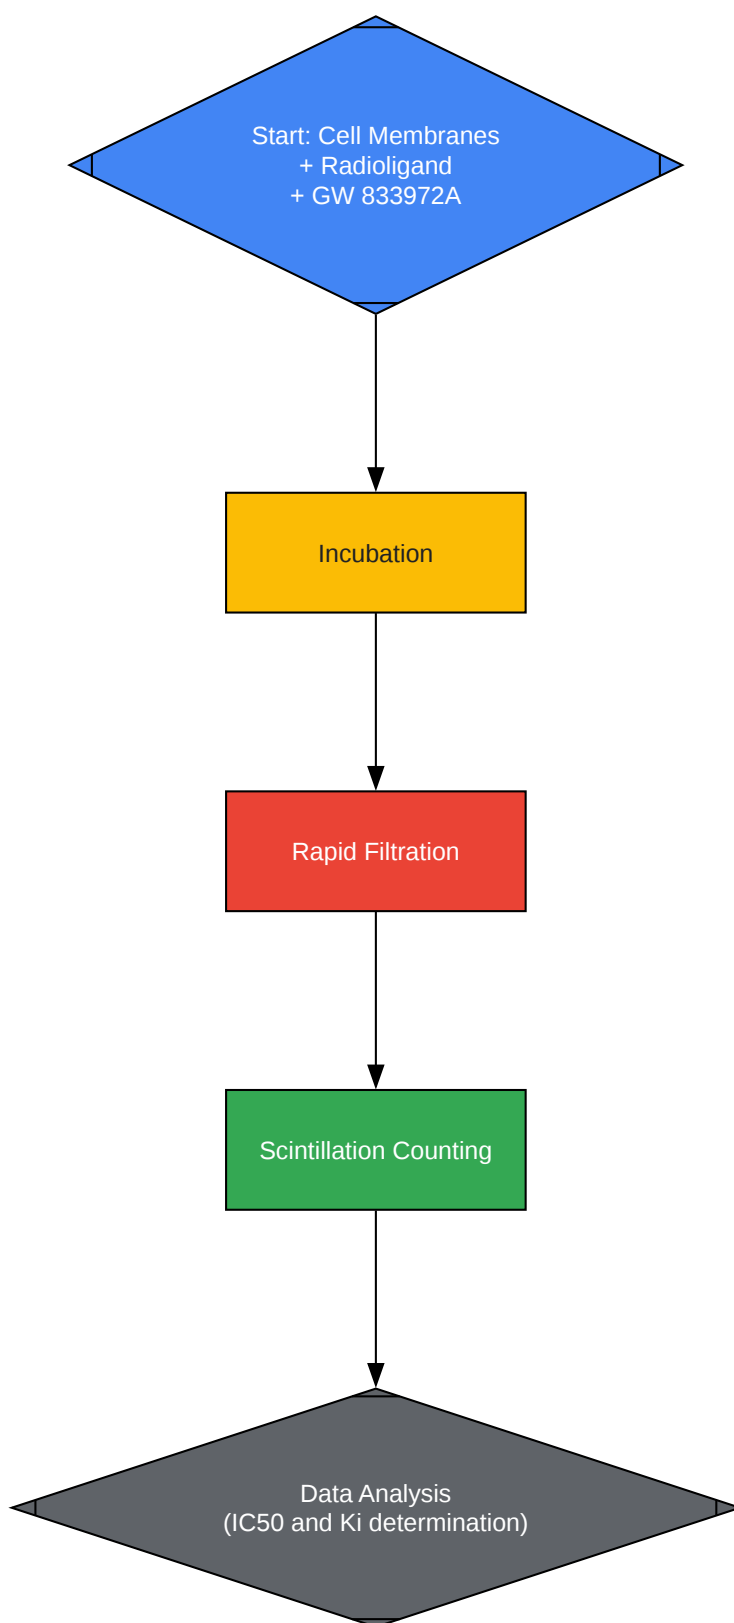 Start: Cell Membranes
+ Radioligand
+ GW 833972A
Incubation
Rapid Filtration
Scintillation Counting
Data Analysis
(IC50 and Ki determination)